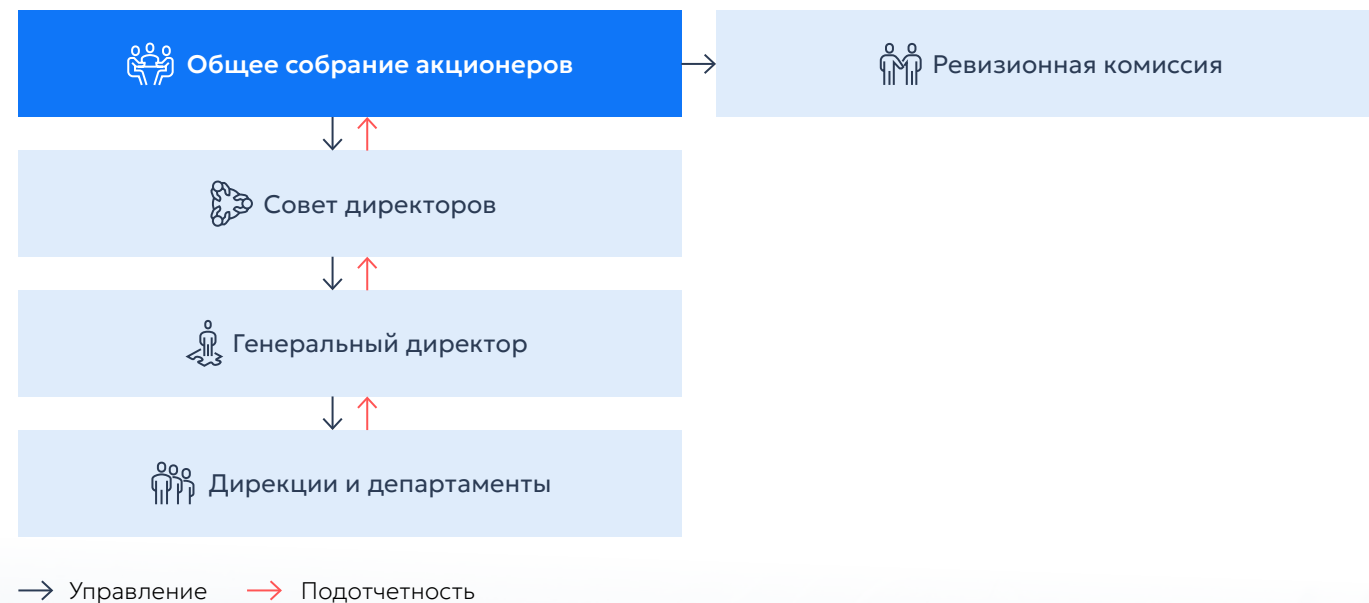 Общее собрание акционеров
Ревизионная комиссия
Совет директоров
Генеральный директор
Дирекции и департаменты
Управление
Подотчетность